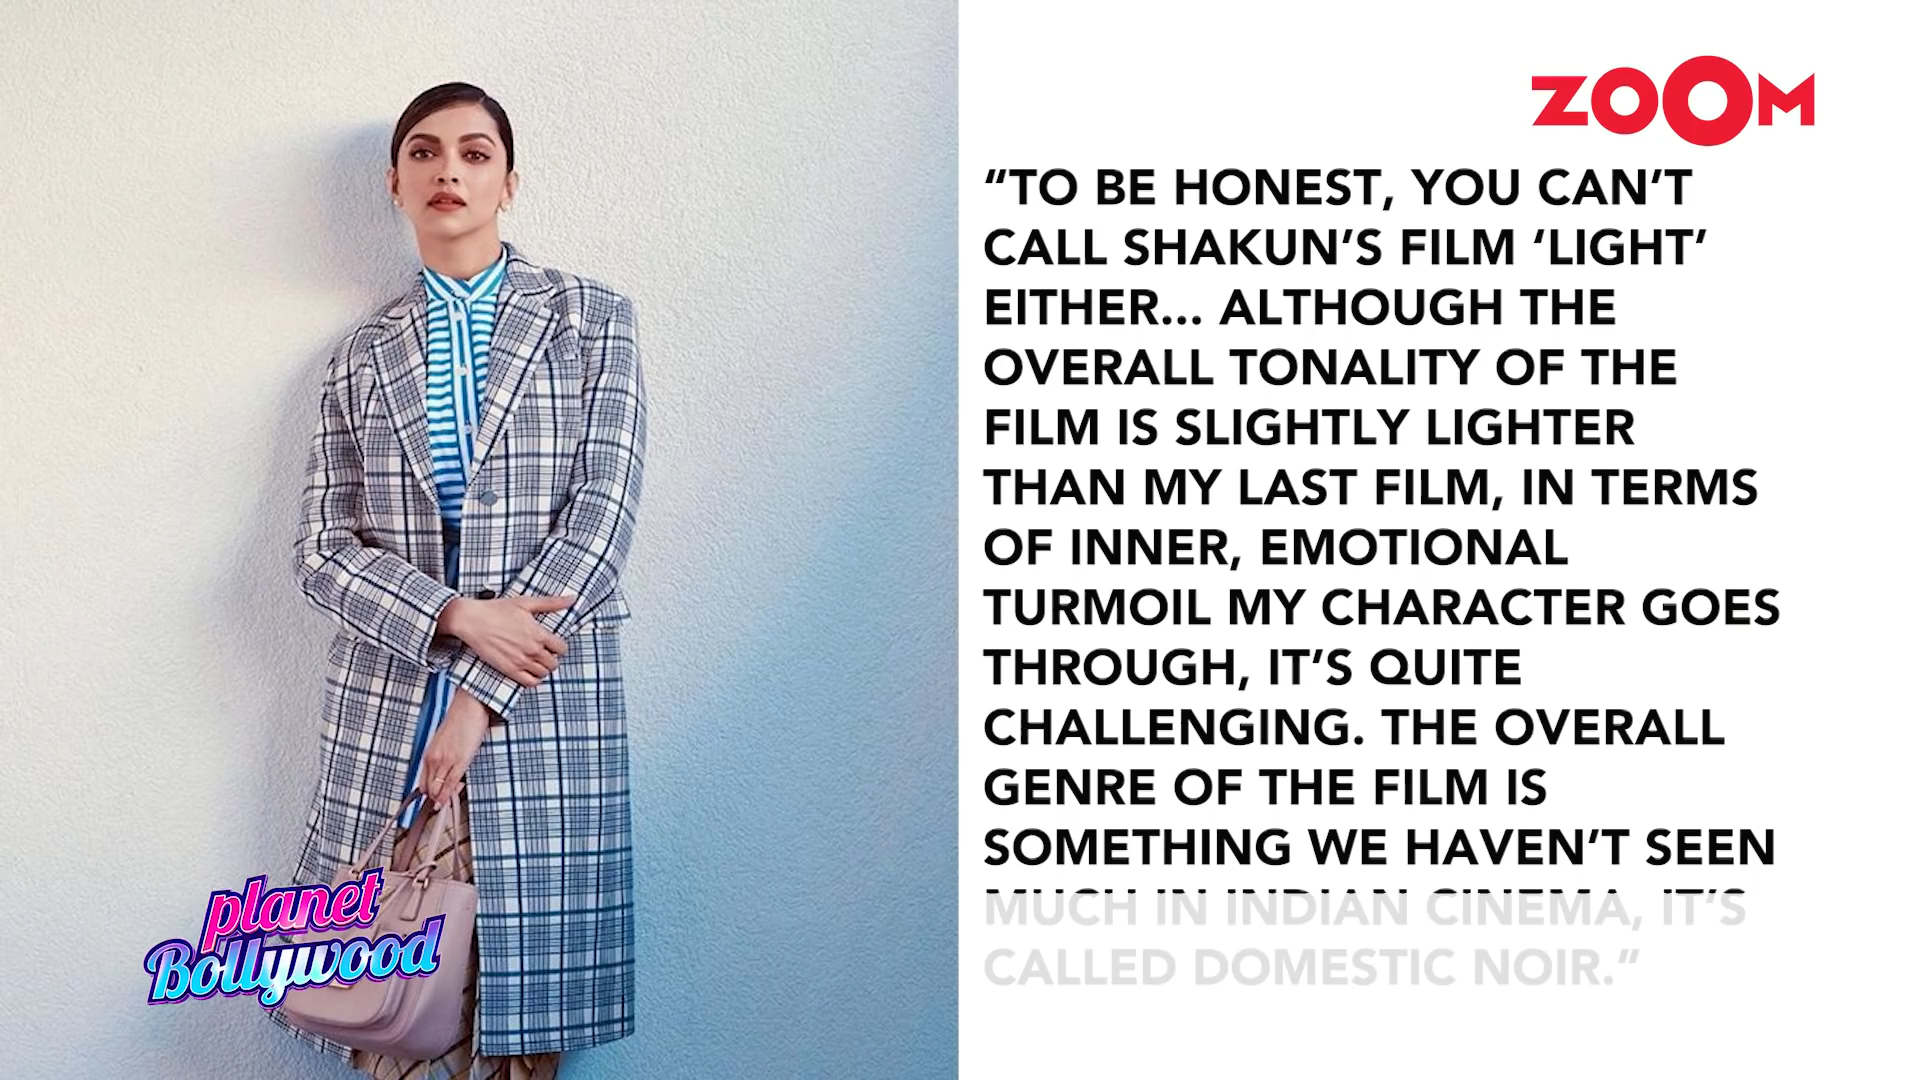 ZOOM
“TO BE HONEST, YOU CAN’T
CALL SHAKUN’S FILM ‘LIGHT’
EITHER... ALTHOUGH THE
OVERALL TONALITY OF THE
FILM IS SLIGHTLY LIGHTER
THAN MY LAST FILM, IN TERMS
OF INNER, EMOTIONAL
TURMOIL MY CHARACTER GOES
THROUGH, IT’S QUITE
CHALLENGING. THE OVERALL
GENRE OF THE FILM IS
SOMETHING WE HAVEN’T SEEN
MUCH IN INDIAN CINEMA, IT’S
CALLED DOMESTIC NOIR.”
planet
Bollywood